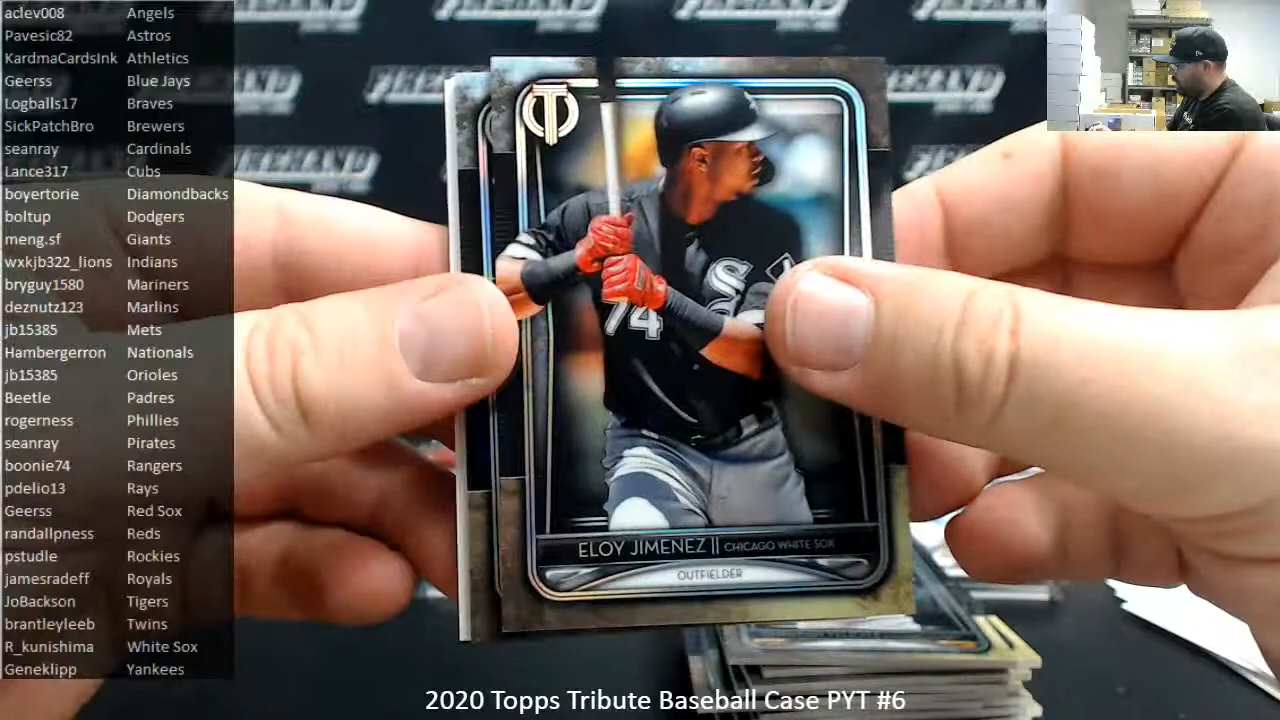 aclev008 Angels
Pavesic82 Astros
KardmaCardsInk Athletics
Geerss Blue Jays
Logballs17 Braves
SickPatchBro Brewers
seanray Cardinals
Lance317 Cubs
boyertorie Diamondbacks
boltup Dodgers
meng.sf Giants
wxkjb322_lions Indians
bryguy1580 Mariners
deznutz123 Marlins
jb15385 Mets
Hambergerron Nationals
jb15385 Orioles
Beetle Padres
rogerness Phillies
seanray Pirates
boonie74 Rangers
pdelio13 Rays
Geerss Red Sox
randallpness Reds
pstudle Rockies
jamesradeff Royals
JoBackson Tigers
brantleyleeb Twins
R_kunishima White Sox
Geneklipp Yankees
FIREHAND
74
ELOY JIMENEZ || CHICAGO WHITE SOX
OUTFIELDER
2020 Topps Tribute Baseball Case PYT #6